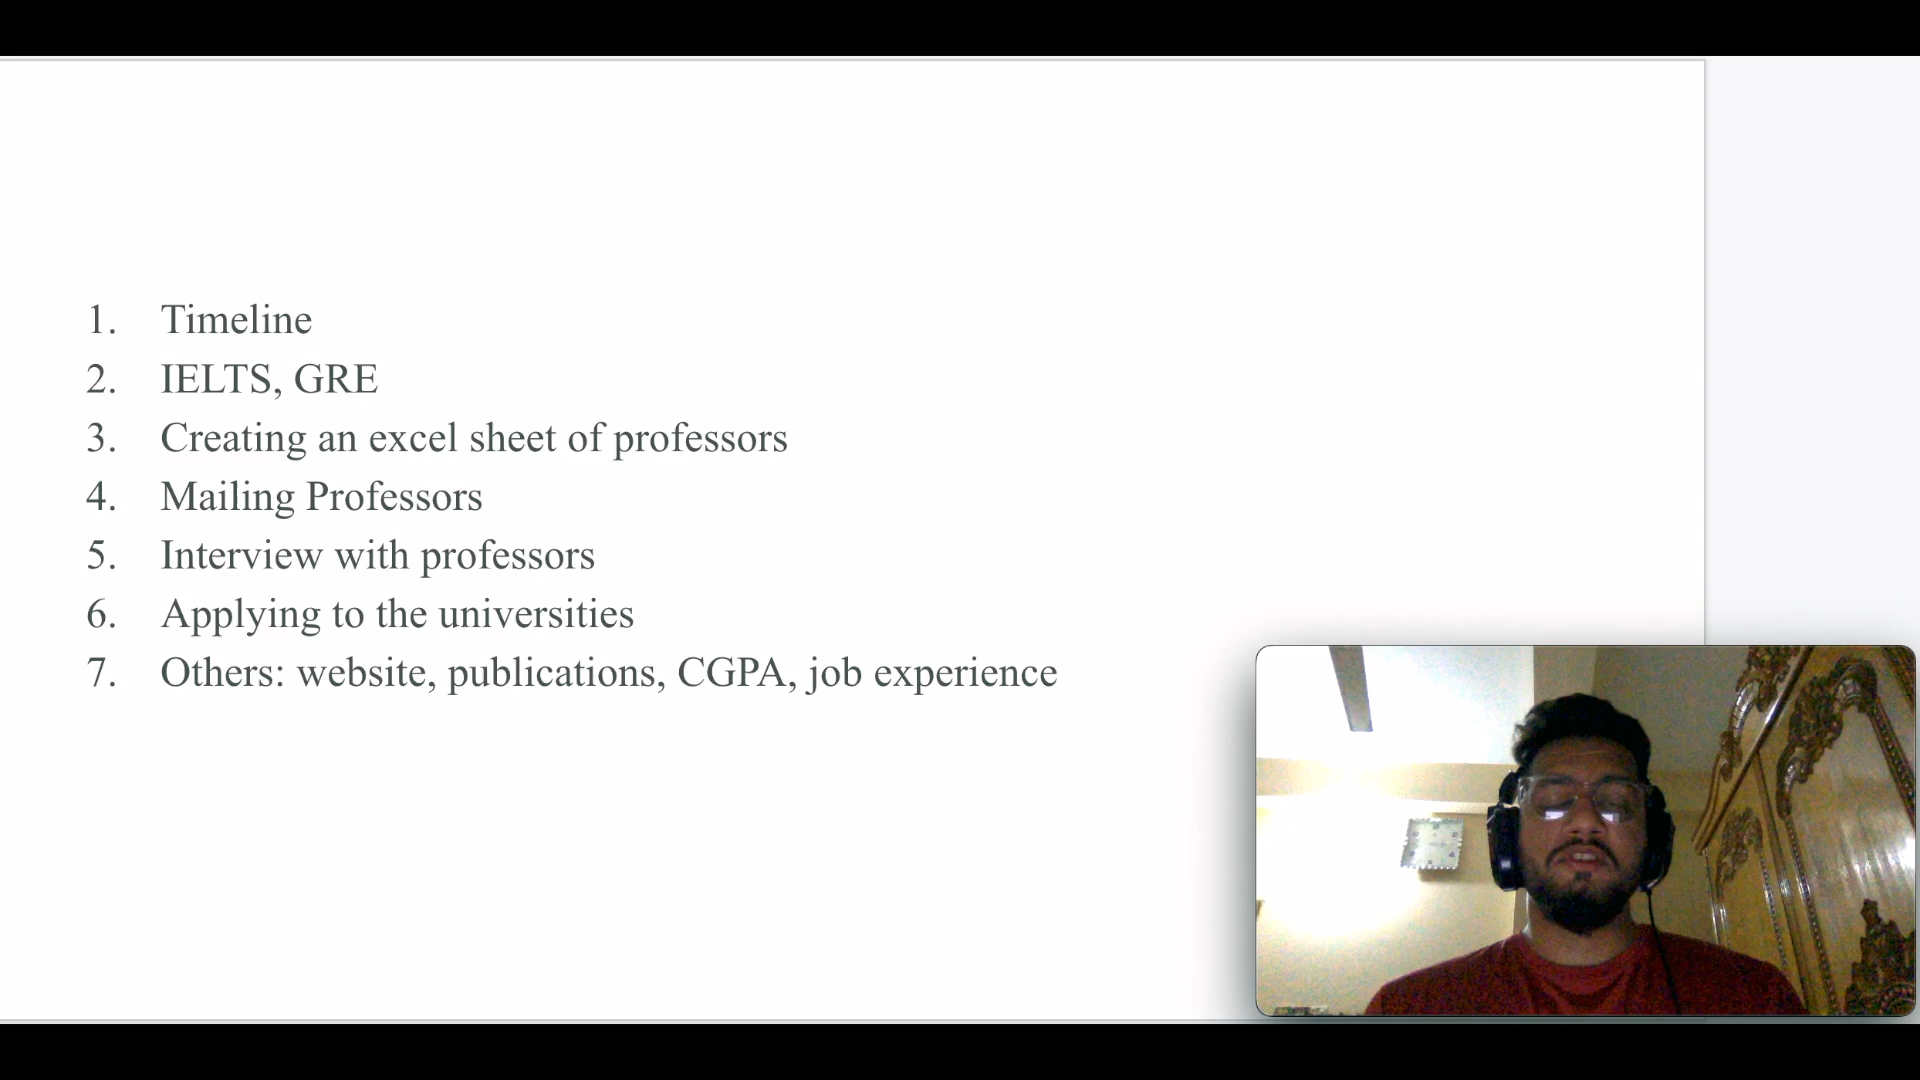 1. Timeline
2. IELTS, GRE
3. Creating an excel sheet of professors
4. Mailing Professors
5. Interview with professors
6. Applying to the universities
7. Others: website, publications, CGPA, job experience